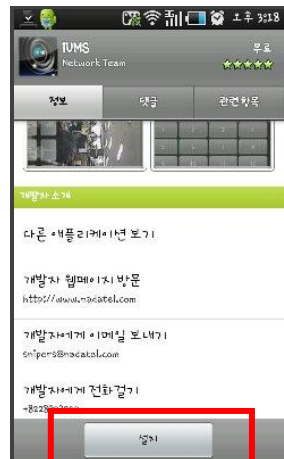 오후 3:18
IUMS
무료
Network Team
정보
댓글
관련항목
개발자 소개
다른 애플리케이션 보기
개발자 웹페이지 방문
http://www.nadatel.com
개발자에게 이메일 보내기
snipers@nadatel.com
개발자에게 전화걸기
설치